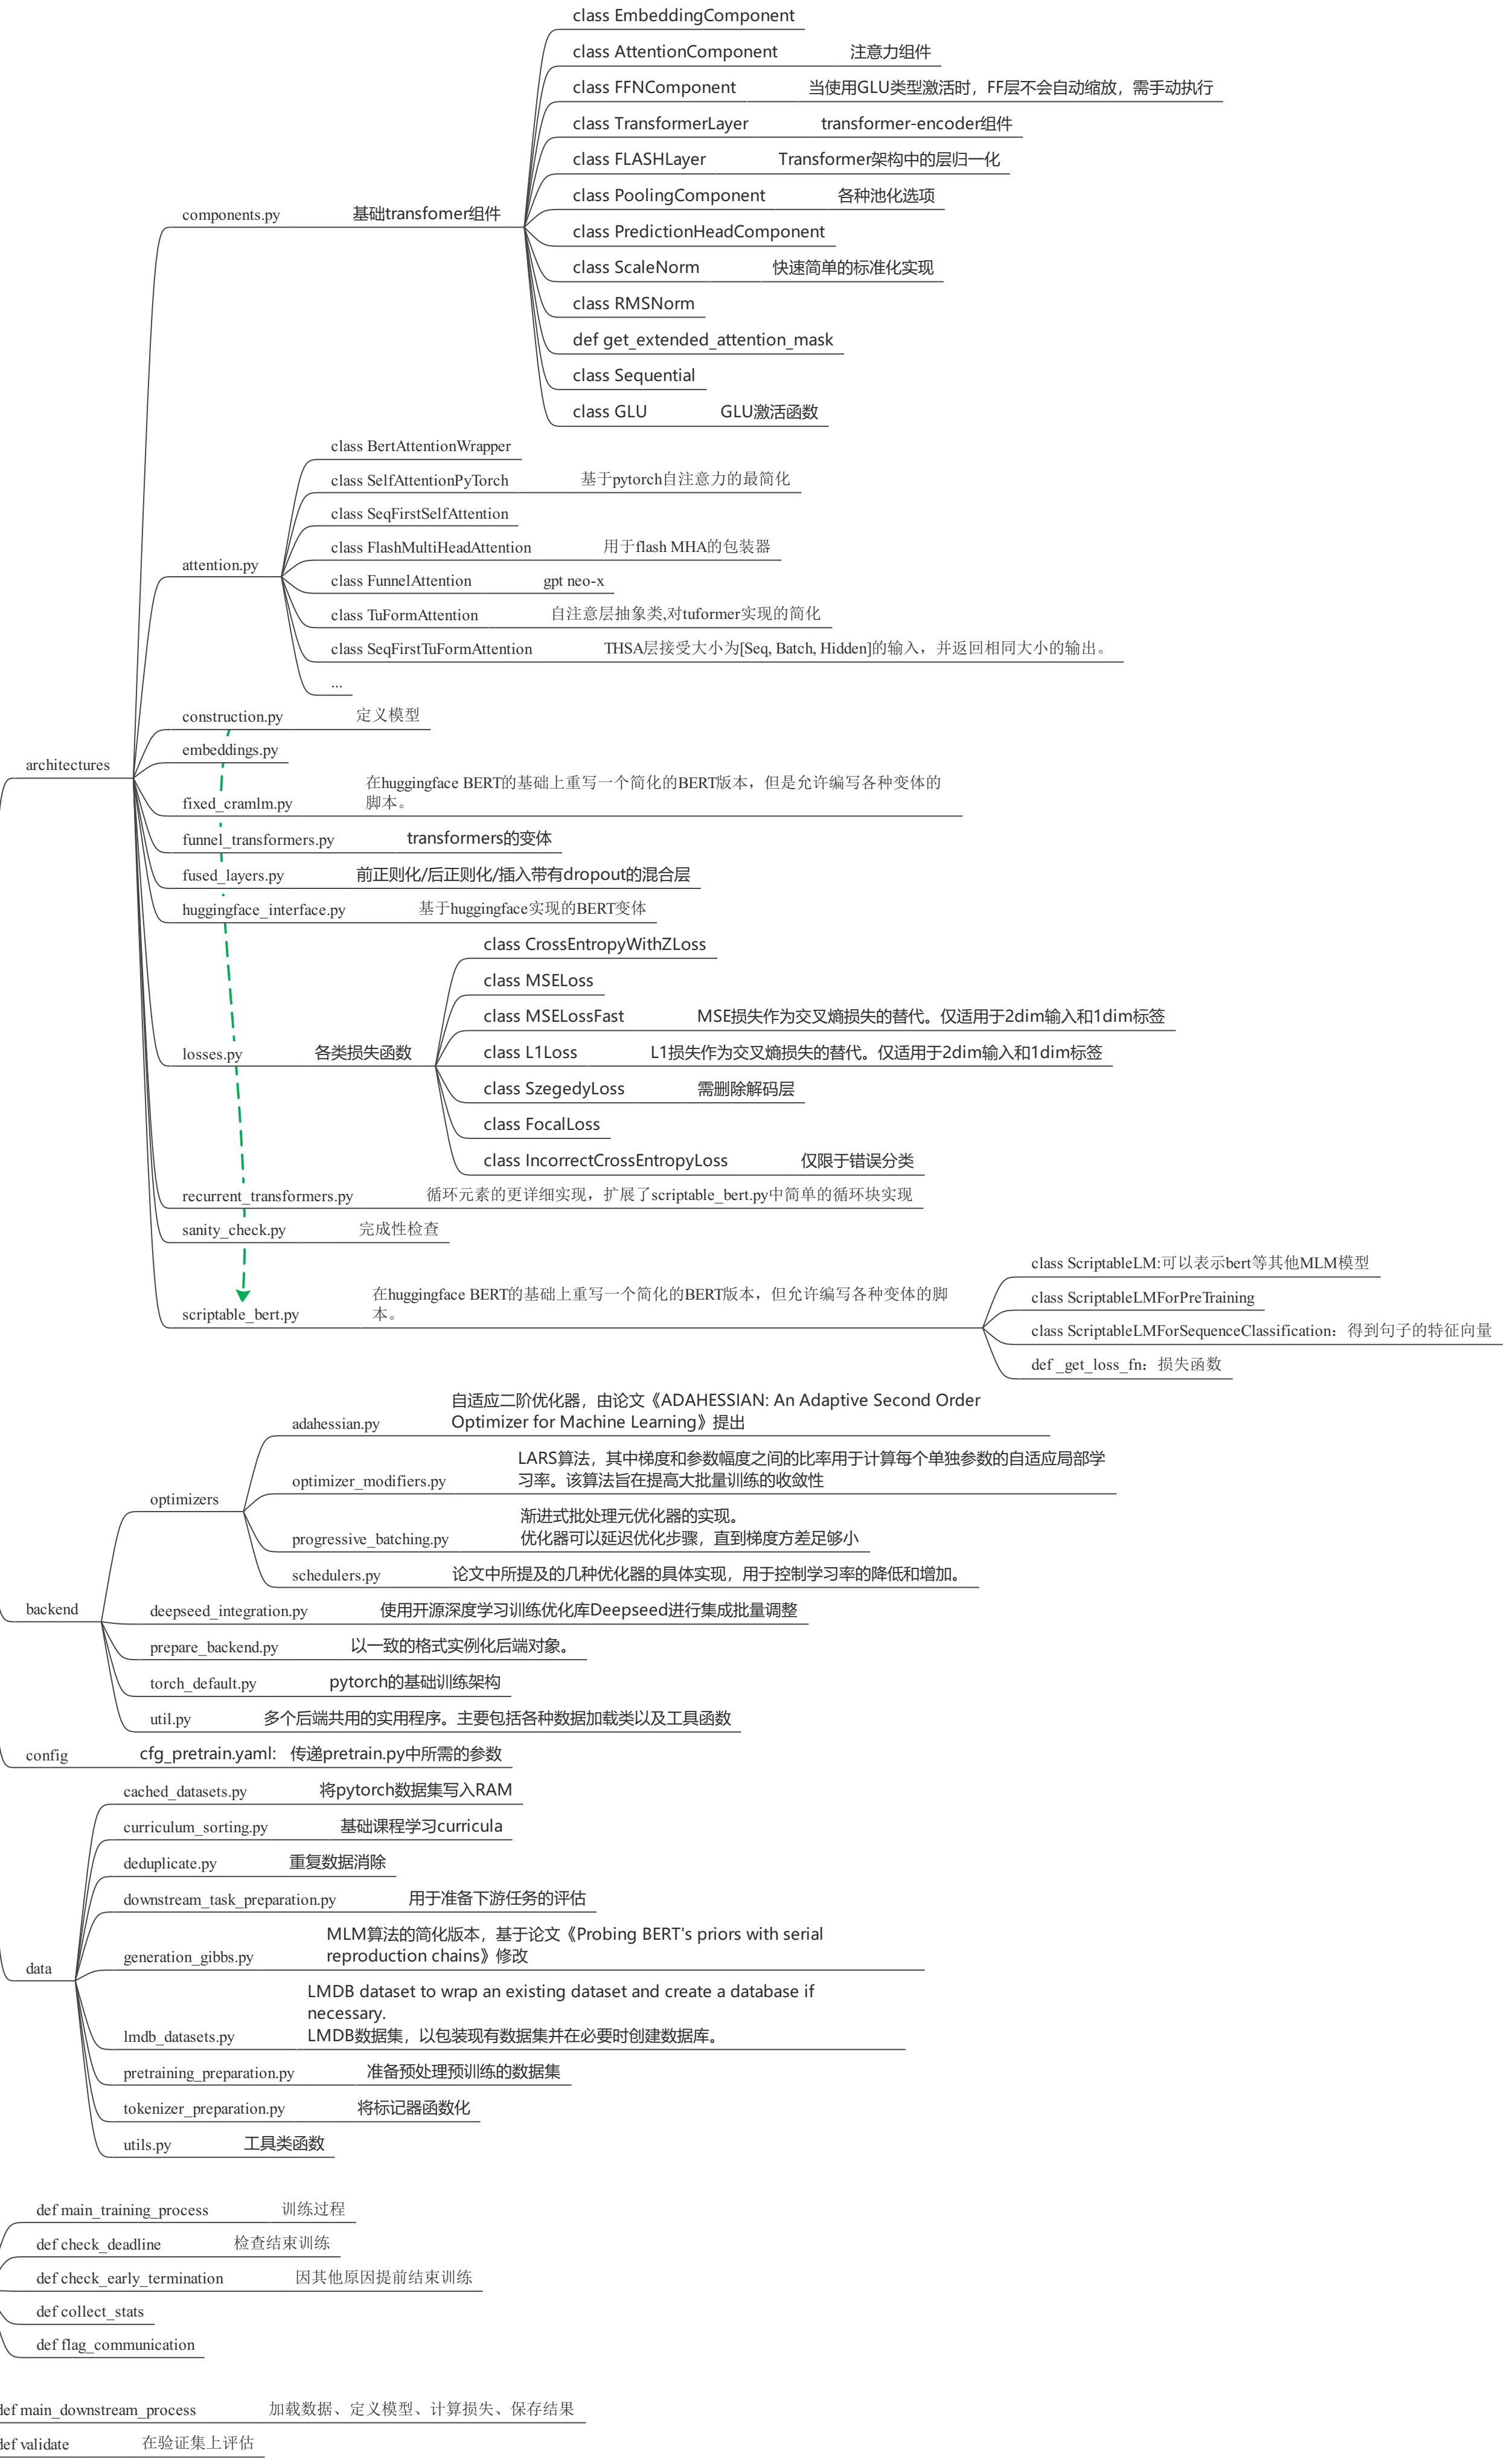 class EmbeddingComponent
class AttentionComponent 注意力组件
class FFNComponent 当使用GLU类型激活时，FF层不会自动缩放，需手动执行
class TransformerLayer transformer-encoder组件
class FLASHLayer Transformer架构中的层归一化
class PoolingComponent 各种池化选项
components.py 基础transfomer组件
class PredictionHeadComponent
class ScaleNorm 快速简单的标准化实现
class RMSNorm
def get_extended_attention_mask
class Sequential
class GLU GLU激活函数
class BertAttentionWrapper
class SelfAttentionPyTorch 基于pytorch自注意力的最简化
class SeqFirstSelfAttention
class FlashMultiHeadAttention 用于flash MHA的包装器
attention.py
class FunnelAttention gpt neo-x
class TuFormAttention 自注意层抽象类,对tuformer实现的简化
class SeqFirstTuFormAttention THSA层接受大小为[Seq, Batch, Hidden]的输入，并返回相同大小的输出。
...
construction.py 定义模型
embeddings.py
architectures
在huggingface BERT的基础上重写一个简化的BERT版本，但是允许编写各种变体的
fixed_cramlm.py 脚本。
funnel_transformers.py transformers的变体
fused_layers.py 前正则化/后正则化/插入带有dropout的混合层
huggingface_interface.py 基于huggingface实现的BERT变体
class CrossEntropyWithZLoss
class MSELoss
class MSELossFast MSE损失作为交叉熵损失的替代。仅适用于2dim输入和1dim标签
losses.py 各类损失函数
class L1Loss L1损失作为交叉熵损失的替代。仅适用于2dim输入和1dim标签
class SzegedyLoss 需删除解码层
class FocalLoss
class IncorrectCrossEntropyLoss 仅限于错误分类
recurrent_transformers.py 循环元素的更详细实现，扩展了scriptable_bert.py中简单的循环块实现
sanity_check.py 完成性检查
class ScriptableLM:可以表示bert等其他MLM模型
在huggingface BERT的基础上重写一个简化的BERT版本，但允许编写各种变体的脚
class ScriptableLMForPreTraining
scriptable_bert.py 本。
class ScriptableLMForSequenceClassification：得到句子的特征向量
def _get_loss_fn：损失函数
自适应二阶优化器，由论文《ADAHESSIAN: An Adaptive Second Order
adahessian.py Optimizer for Machine Learning》提出
LARS算法，其中梯度和参数幅度之间的比率用于计算每个单独参数的自适应局部学
optimizer_modifiers.py 习率。该算法旨在提高大批量训练的收敛性
optimizers
渐进式批处理元优化器的实现。
progressive_batching.py 优化器可以延迟优化步骤，直到梯度方差足够小
schedulers.py 论文中所提及的几种优化器的具体实现，用于控制学习率的降低和增加。
backend
deepseed_integration.py 使用开源深度学习训练优化库Deepseed进行集成批量调整
prepare_backend.py 以一致的格式实例化后端对象。
torch_default.py pytorch的基础训练架构
util.py 多个后端共用的实用程序。主要包括各种数据加载类以及工具函数
config cfg_pretrain.yaml： 传递pretrain.py中所需的参数
cached_datasets.py 将pytorch数据集写入RAM
curriculum_sorting.py 基础课程学习curricula
deduplicate.py 重复数据消除
downstream_task_preparation.py 用于准备下游任务的评估
MLM算法的简化版本，基于论文《Probing BERT's priors with serial
generation_gibbs.py reproduction chains》修改
data
LMDB dataset to wrap an existing dataset and create a database if
necessary.
lmdb_datasets.py LMDB数据集，以包装现有数据集并在必要时创建数据库。
pretraining_preparation.py 准备预处理预训练的数据集
tokenizer_preparation.py 将标记器函数化
utils.py 工具类函数
def main_training_process 训练过程
def check_deadline 检查结束训练
def check_early_termination 因其他原因提前结束训练
def collect_stats
def flag_communication
def main_downstream_process 加载数据、定义模型、计算损失、保存结果
def validate 在验证集上评估